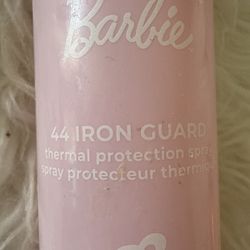 Barbie
44 IRON GUARD
thermal protection spray
spray protecteur thermique